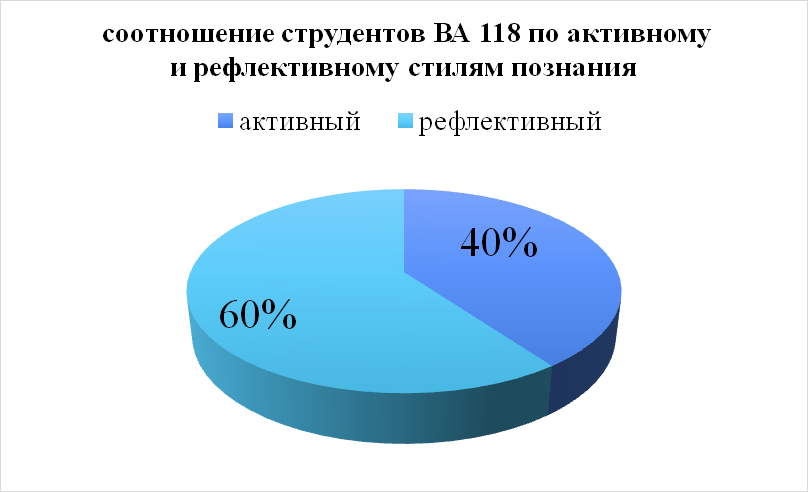 соотношение струдентов ВА 118 по активному
и рефлективному стилям познания
активный рефлективный
40%
60%